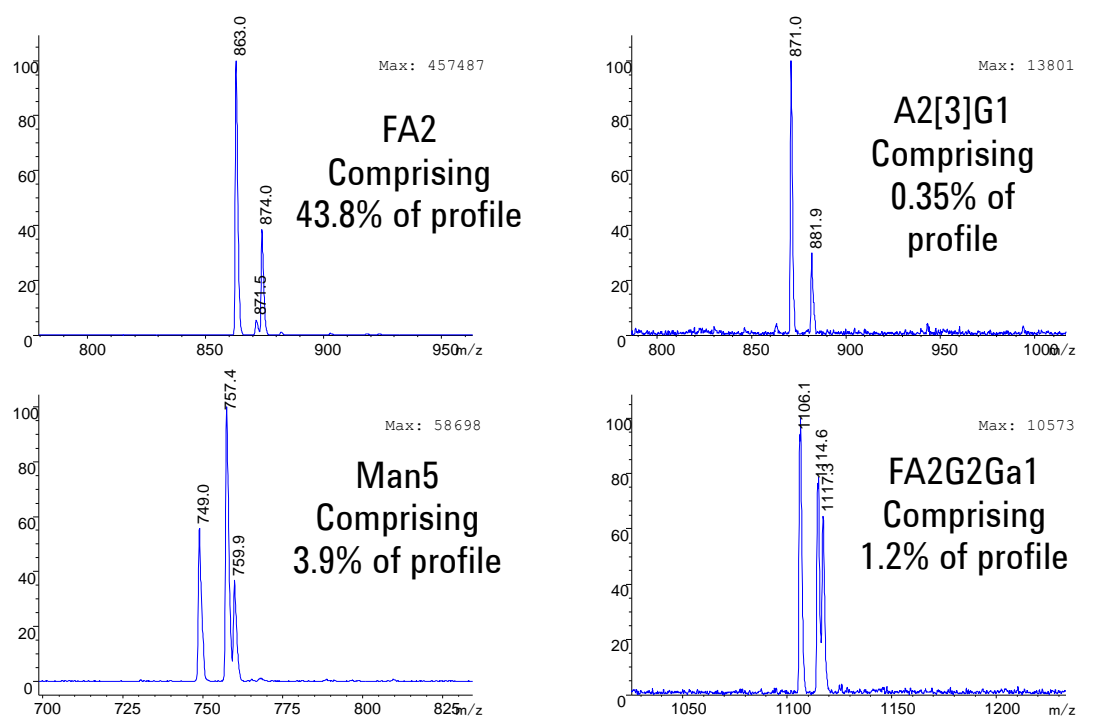 863.0
Max: 457487
100
80
60
40
20
0
FA2
Comprising
43.8% of profile
874.0
871.5
800
850
900
950
m/z
871.0
Max: 13801
100
80
60
40
20
0
A2[3]G1
Comprising
0.35% of
profile
881.9
800
850
900
950
1000
m/z
757.4
Max: 58698
100
80
60
40
20
0
Man5
Comprising
3.9% of profile
749.0
759.9
700
725
750
775
800
825
m/z
1106.1
Max: 10573
100
80
60
40
20
0
FA2G2Ga1
Comprising
1.2% of profile
1114.6
1117.3
1050
1100
1150
1200
m/z